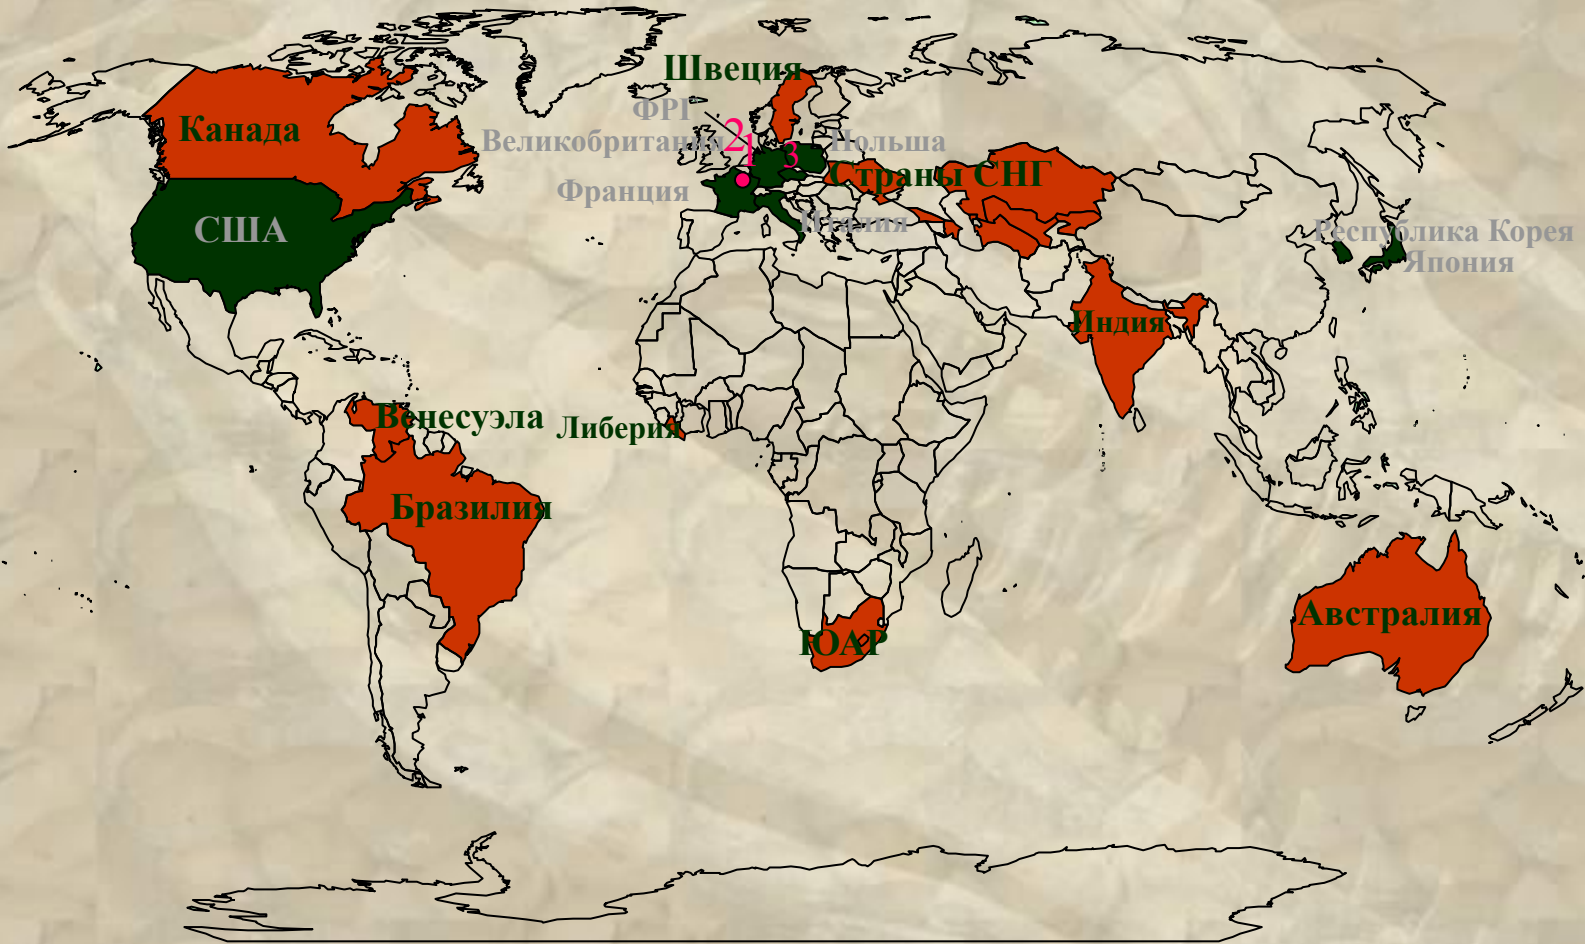 Швеция
ФРГ
Канада
Великобритания
2
1
3
Польша
Страны СНГ
Франция
США
Италия
Республика Корея
Япония
Индия
Венесуэла
Либерия
Бразилия
Австралия
ЮАР